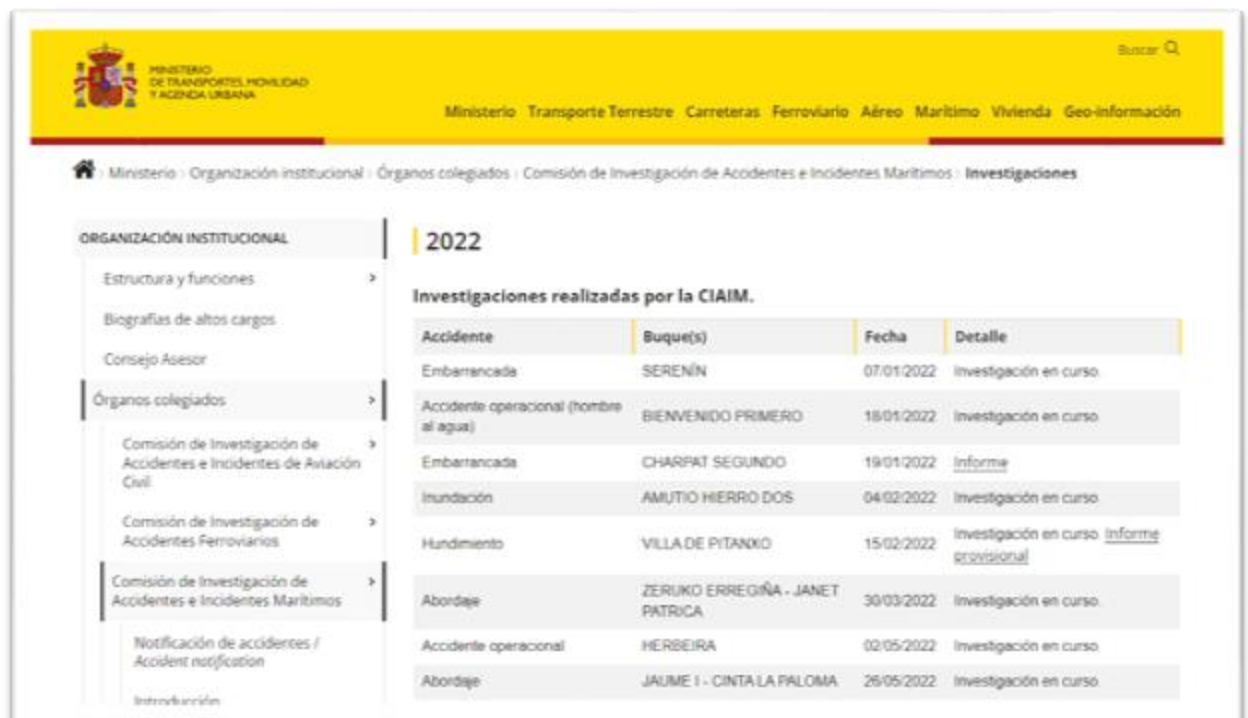 Buscar
MINISTERIO
DE TRANSPORTES, MOVILIDAD
Y AGENDA URBANA
Ministerio Transporte Terrestre Carreteras Ferroviario Aéreo Marítimo Vivienda Geo-información
Ministerio › Organización institucional › Órganos colegiados › Comisión de Investigación de Accidentes e Incidentes Marítimos › Investigaciones
ORGANIZACIÓN INSTITUCIONAL
Estructura y funciones >
Biografías de altos cargos
Consejo Asesor
Órganos colegiados >
Comisión de Investigación de >
Accidentes e Incidentes de Aviación
Civil
Comisión de Investigación de >
Accidentes Ferroviarios
Comisión de Investigación de >
Accidentes e Incidentes Marítimos
Notificación de accidentes /
Accident notification
Introducción
2022
Investigaciones realizadas por la CIAIM.
Accidente Buque(s) Fecha Detalle
Embarrancada SERENÍN 07/01/2022 Investigación en curso.
Accidente operacional (hombre
al agua) BIENVENIDO PRIMERO 18/01/2022 Investigación en curso.
Embarrancada CHARPAT SEGUNDO 19/01/2022 Informe
Inundación AMUTIO HIERRO DOS 04/02/2022 Investigación en curso.
Hundimiento VILLA DE PITANXO 15/02/2022 Investigación en curso. Informe
provisional
Abordaje ZERUKO ERREGIÑA - JANET
PATRICA 30/03/2022 Investigación en curso.
Accidente operacional HERBEIRA 02/05/2022 Investigación en curso.
Abordaje JAUME I - CINTA LA PALOMA 26/05/2022 Investigación en curso.